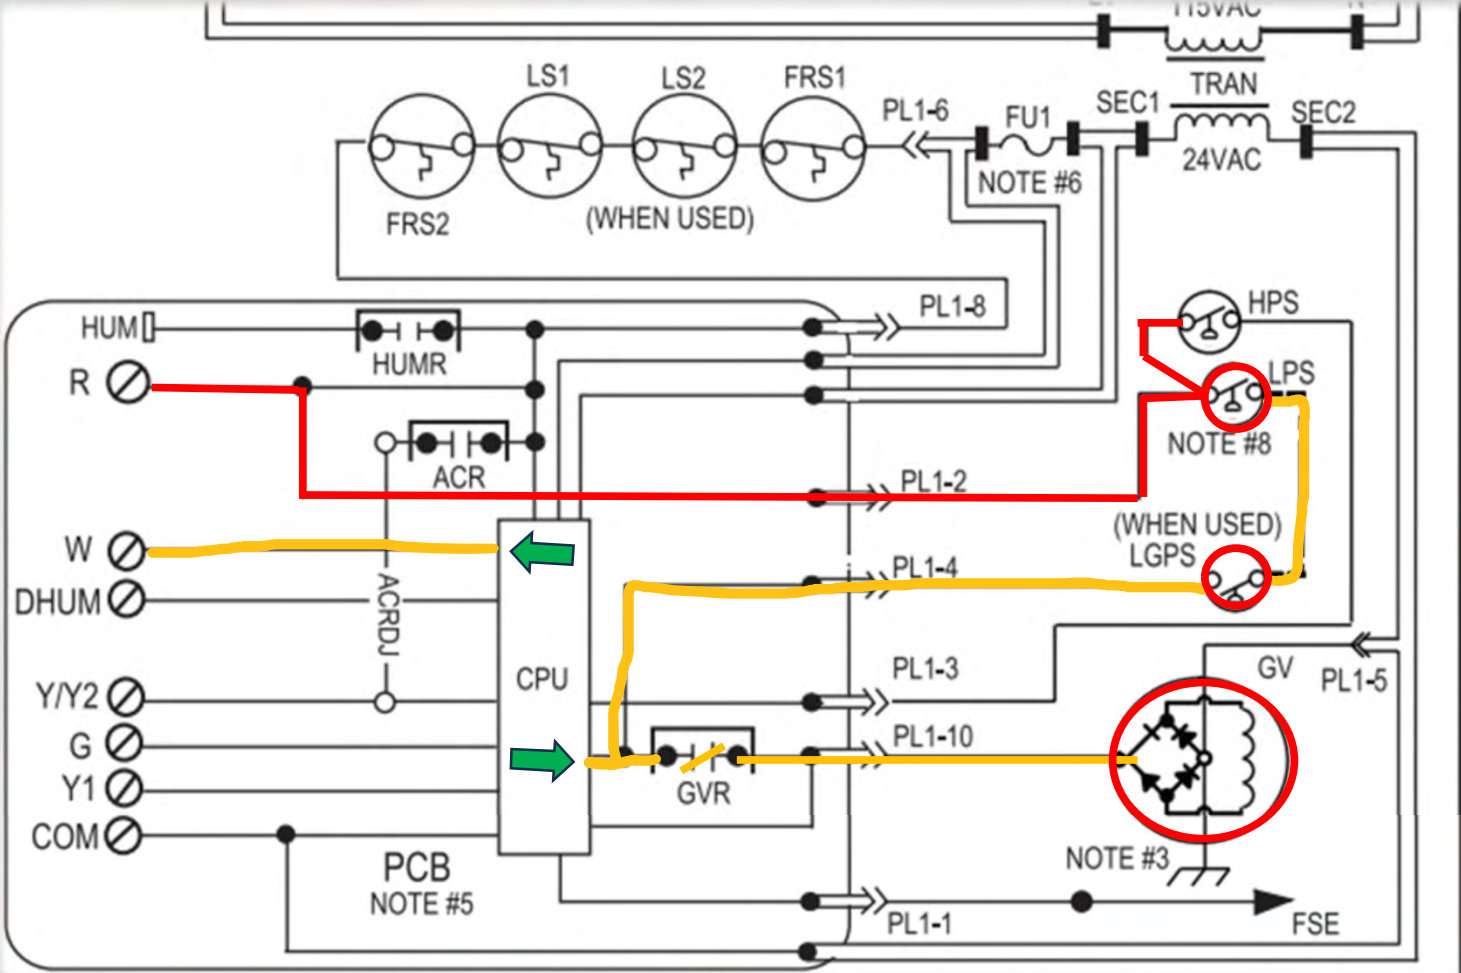 115VAC
TRAN
SEC1
SEC2
24VAC
LS1
LS2
FRS1
PL1-6
FU1
NOTE #6
FRS2
(WHEN USED)
HUM
HUMR
PL1-8
HPS
R
LPS
NOTE #8
ACR
PL1-2
(WHEN USED)
LGPS
W
PL1-4
DHUM
ACRDJ
CPU
Y/Y2
PL1-3
GV
PL1-5
G
PL1-10
Y1
GVR
COM
PCB
NOTE #5
NOTE #3
PL1-1
FSE